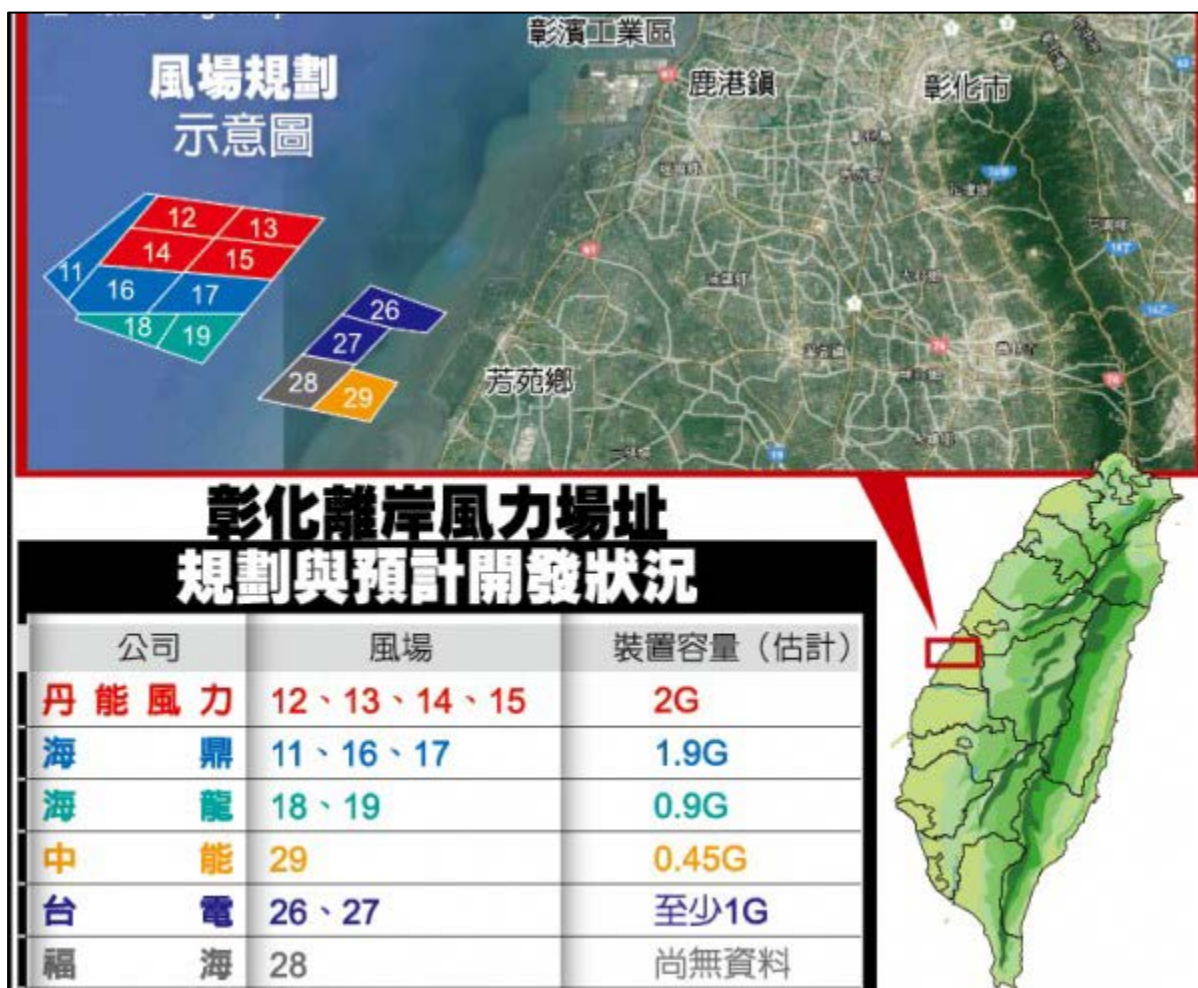 風場規劃
示意圖
彰濱工業區
鹿港鎮
彰化市
芳苑鄉
12
13
14
15
11
16
17
18
19
26
27
28
29
61
61
74
76
19
彰化離岸風力場址
規劃與預計開發狀況
公司 風場 裝置容量（估計）
丹能風力 12、13、14、15 2G
海鼎 11、16、17 1.9G
海龍 18、19 0.9G
中能 29 0.45G
台電 26、27 至少1G
福海 28 尚無資料